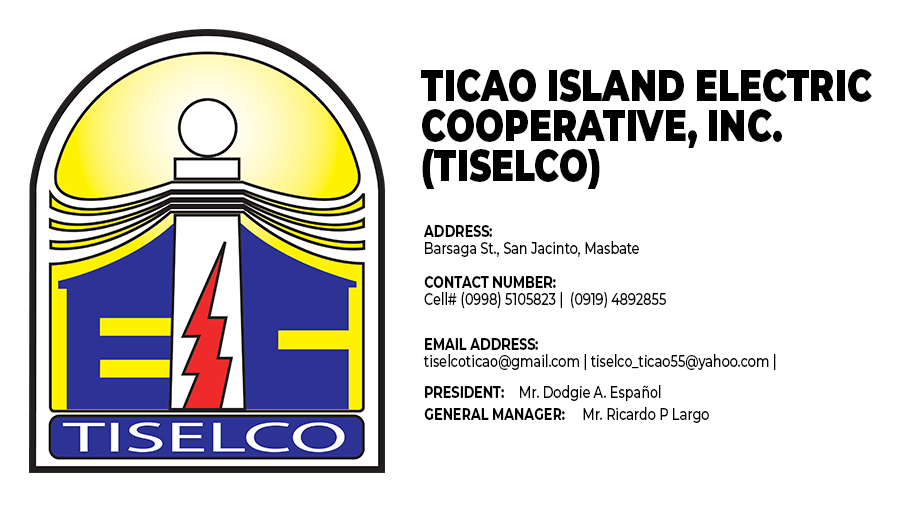 TICAO ISLAND ELECTRIC
COOPERATIVE, INC.
(TISELCO)
ADDRESS:
Barsaga St., San Jacinto, Masbate
CONTACT NUMBER:
Cell# (0998) 5105823 | (0919) 4892855
EMAIL ADDRESS:
tiselcoticao@gmail.com | tiselco_ticao55@yahoo.com |
PRESIDENT: Mr. Dodgie A. Español
GENERAL MANAGER: Mr. Ricardo P Largo
TISELCO